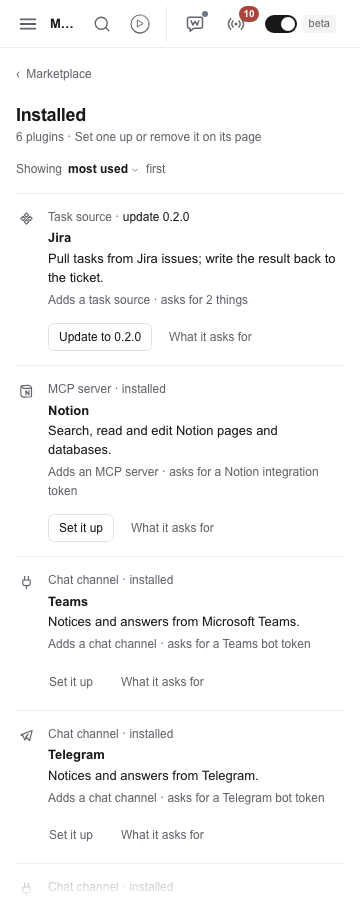 M...
10
beta
‹ Marketplace
Installed
6 plugins · Set one up or remove it on its page
Showing most used first
Task source · update 0.2.0
Jira
Pull tasks from Jira issues; write the result back to
the ticket.
Adds a task source · asks for 2 things
Update to 0.2.0 What it asks for
MCP server · installed
Notion
Search, read and edit Notion pages and
databases.
Adds an MCP server · asks for a Notion integration
token
Set it up What it asks for
Chat channel · installed
Teams
Notices and answers from Microsoft Teams.
Adds a chat channel · asks for a Teams bot token
Set it up What it asks for
Chat channel · installed
Telegram
Notices and answers from Telegram.
Adds a chat channel · asks for a Telegram bot token
Set it up What it asks for
Chat channel · installed